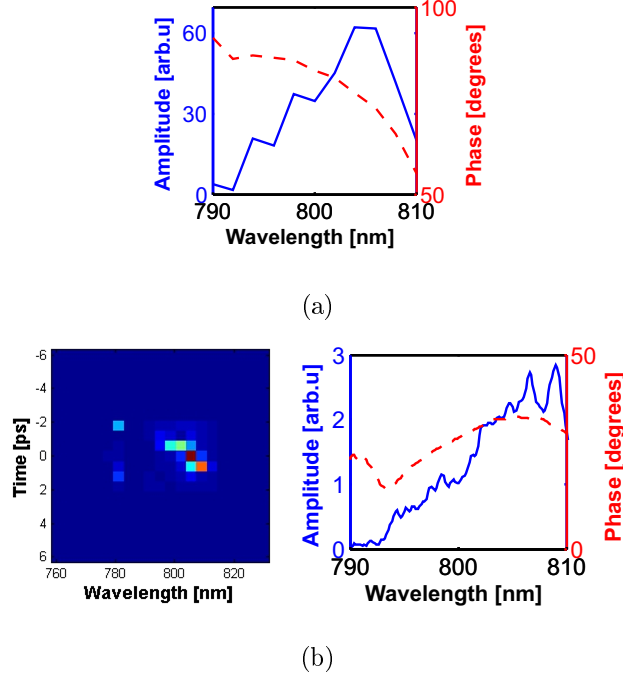 Amplitude [arb.u]
60
30
0
100
50
Phase [degrees]
790
800
810
Wavelength [nm]
(a)
Time [ps]
-6
-4
-2
0
2
4
6
760
780
800
820
Wavelength [nm]
Amplitude [arb.u]
3
2
1
0
50
0
Phase [degrees]
790
800
810
Wavelength [nm]
(b)